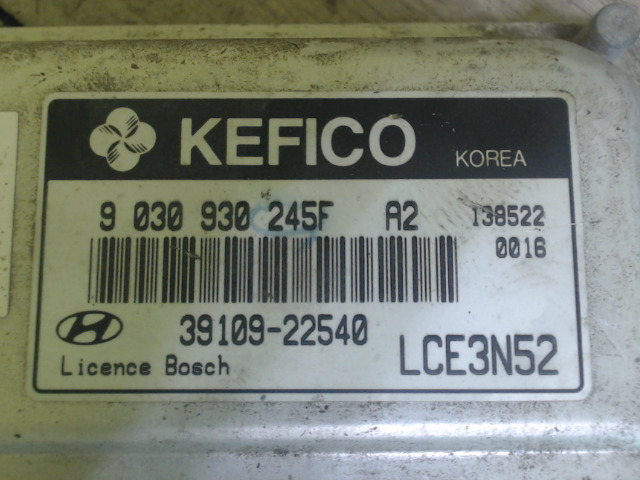 KEFICO KOREA
9 030 930 245F A2 138522
0016
39109-22540
Licence Bosch LCE3N52